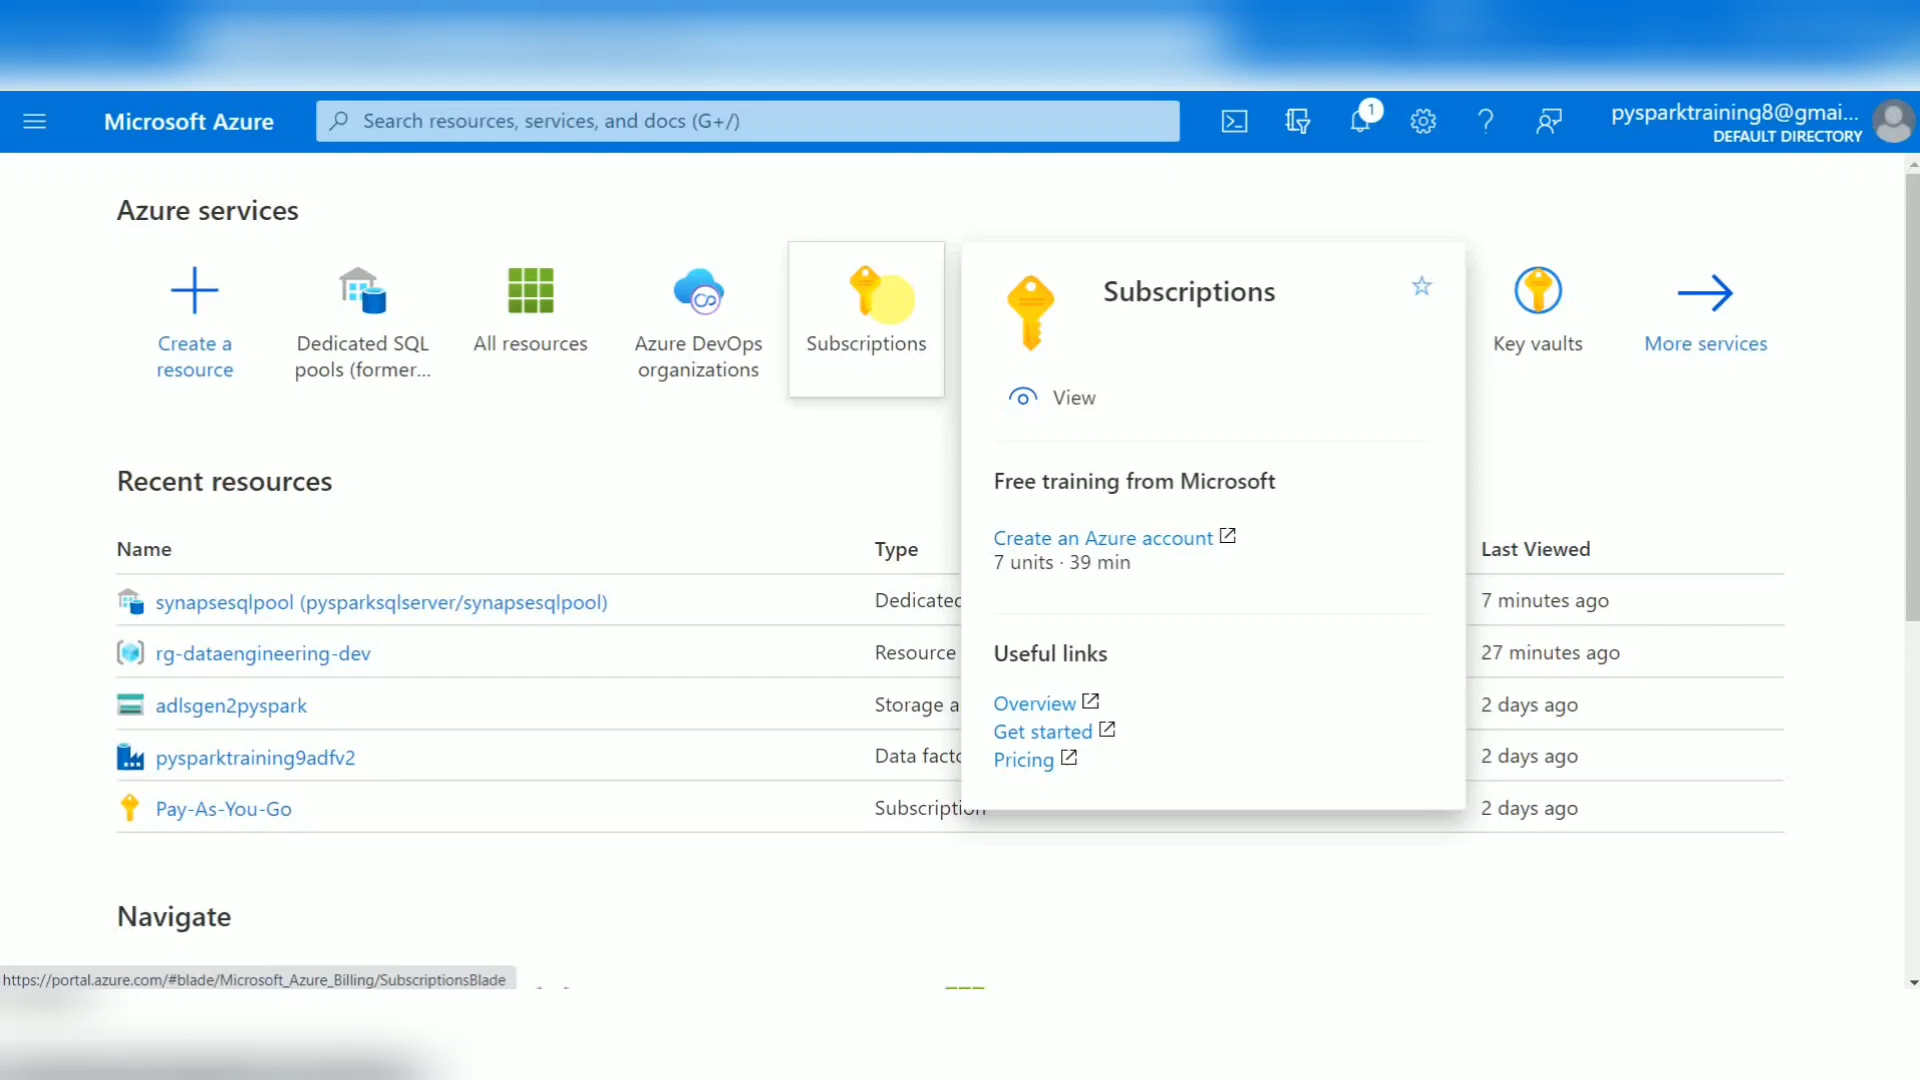 Microsoft Azure
Search resources, services, and docs (G+/)
1
pysparktraining8@gmai...
DEFAULT DIRECTORY
Azure services
Create a
resource
Dedicated SQL
pools (former...
All resources
Azure DevOps
organizations
Subscriptions
Key vaults
More services
Subscriptions
View
Free training from Microsoft
Create an Azure account
7 units · 39 min
Useful links
Overview
Get started
Pricing
Recent resources
Name
Type
Last Viewed
synapsesqlpool (pysparksqlserver/synapsesqlpool)
Dedicated
7 minutes ago
rg-dataengineering-dev
Resource
27 minutes ago
adlsgen2pyspark
Storage a
2 days ago
pysparktraining9adfv2
Data facto
2 days ago
Pay-As-You-Go
Subscription
2 days ago
Navigate
https://portal.azure.com/#blade/Microsoft_Azure_Billing/SubscriptionsBlade